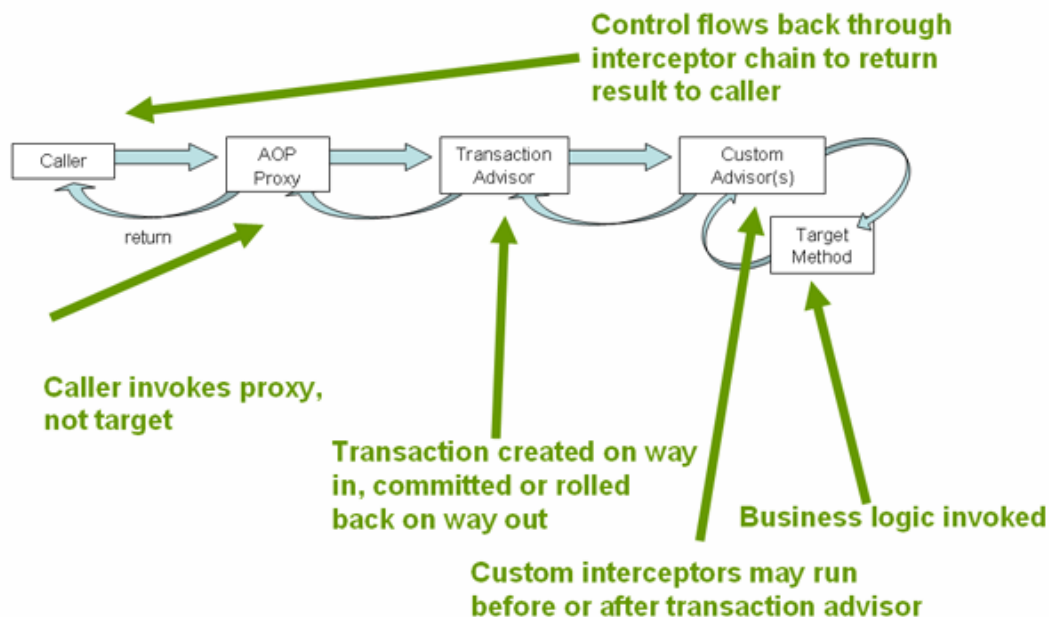 Control flows back through
interceptor chain to return
result to caller
Caller
AOP
Proxy
Transaction
Advisor
Custom
Advisor(s)
return
Target
Method
Caller invokes proxy,
not target
Transaction created on way
in, committed or rolled
back on way out
Business logic invoked
Custom interceptors may run
before or after transaction advisor